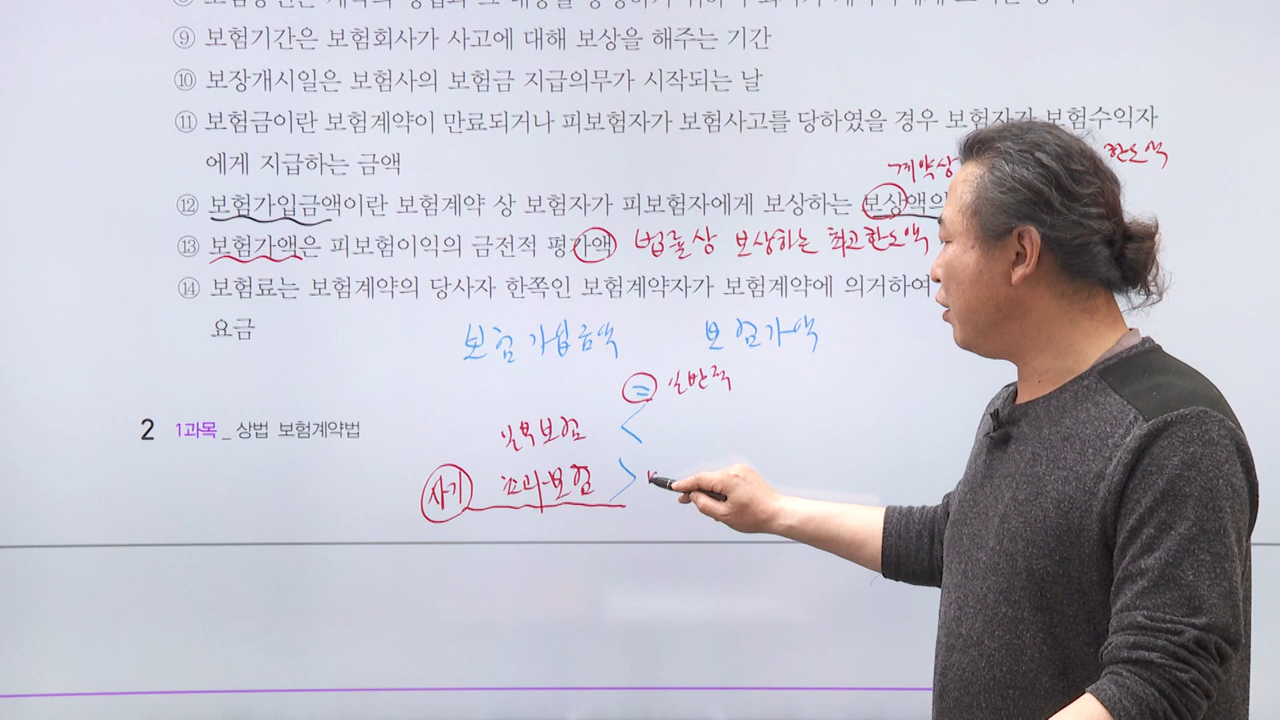 ⑨ 보험기간은 보험회사가 사고에 대해 보상을 해주는 기간
⑩ 보장개시일은 보험사의 보험금 지급의무가 시작되는 날
⑪ 보험금이란 보험계약이 만료되거나 피보험자가 보험사고를 당하였을 경우 보험자가 보험수익자
에게 지급하는 금액
계약상 한도액
⑫ 보험가입금액이란 보험계약 상 보험자가 피보험자에게 보상하는 보상액의
⑬ 보험가액은 피보험이익의 금전적 평가액 법률상 보상하는 최고한도액
⑭ 보험료는 보험계약의 당사자 한쪽인 보험계약자가 보험계약에 의거하여
요금
보험가입금액 보험가액
= 일반적
일부보험 <
사기 초과보험 >
2 1과목 _ 상법 보험계약법